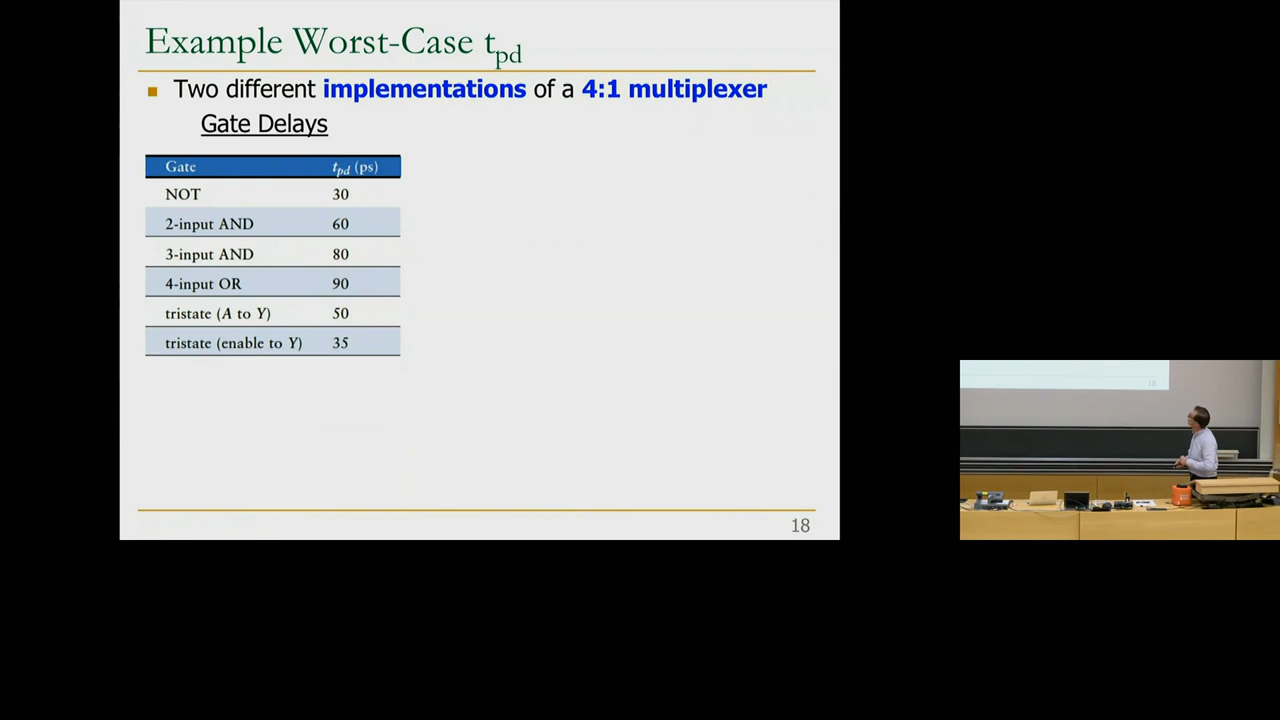 Example Worst-Case tpd
Two different implementations of a 4:1 multiplexer
Gate Delays
Gate tpd (ps)
NOT 30
2-input AND 60
3-input AND 80
4-input OR 90
tristate (A to Y) 50
tristate (enable to Y) 35
18
18